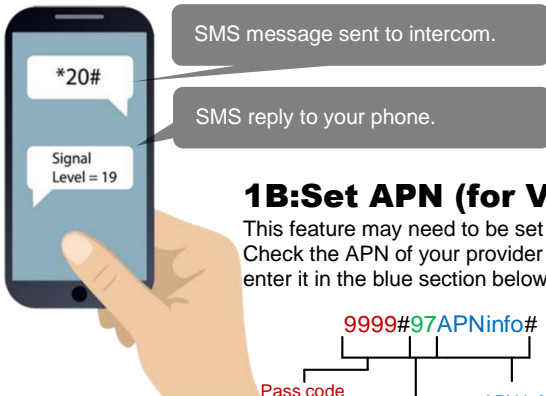 SMS message sent to intercom.
*20#
SMS reply to your phone.
Signal
Level = 19
1B:Set APN (for V
This feature may need to be set
Check the APN of your provider
enter it in the blue section below
9999#97APNinfo#
Pass code